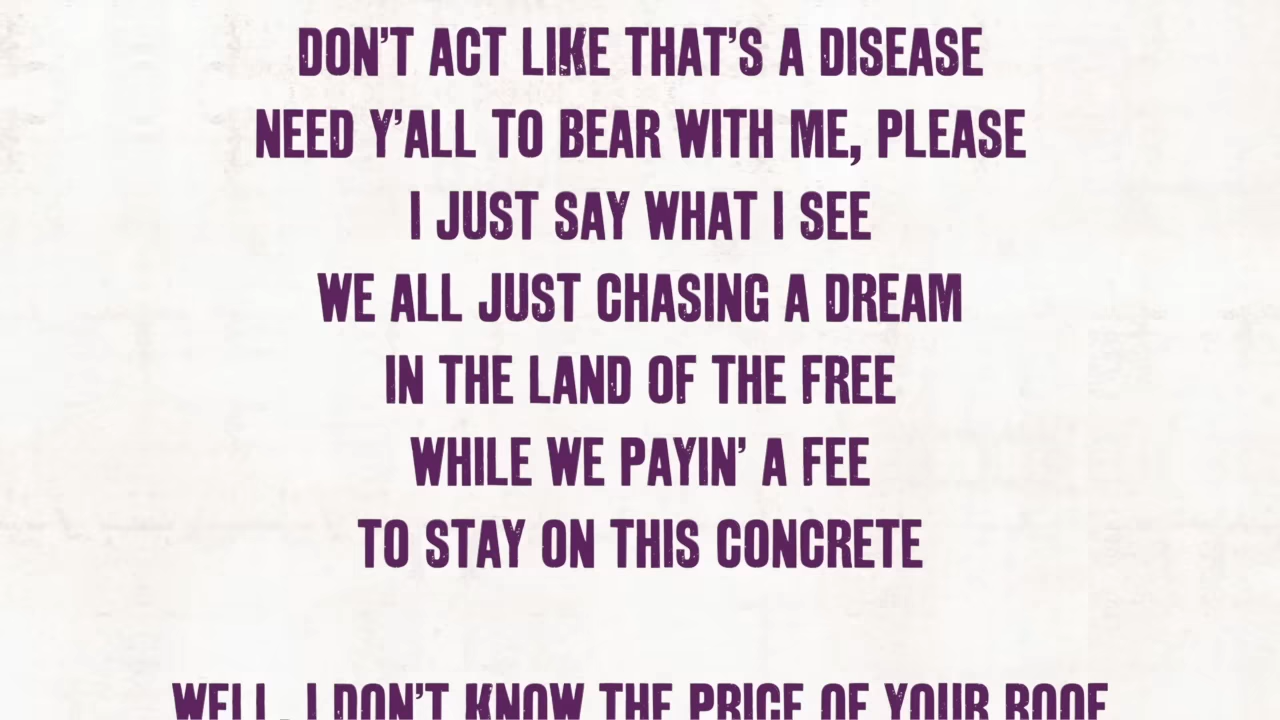 DON'T ACT LIKE THAT'S A DISEASE
NEED Y'ALL TO BEAR WITH ME, PLEASE
I JUST SAY WHAT I SEE
WE ALL JUST CHASING A DREAM
IN THE LAND OF THE FREE
WHILE WE PAYIN' A FEE
TO STAY ON THIS CONCRETE
WELL, I DON'T KNOW THE PRICE OF YOUR ROOF